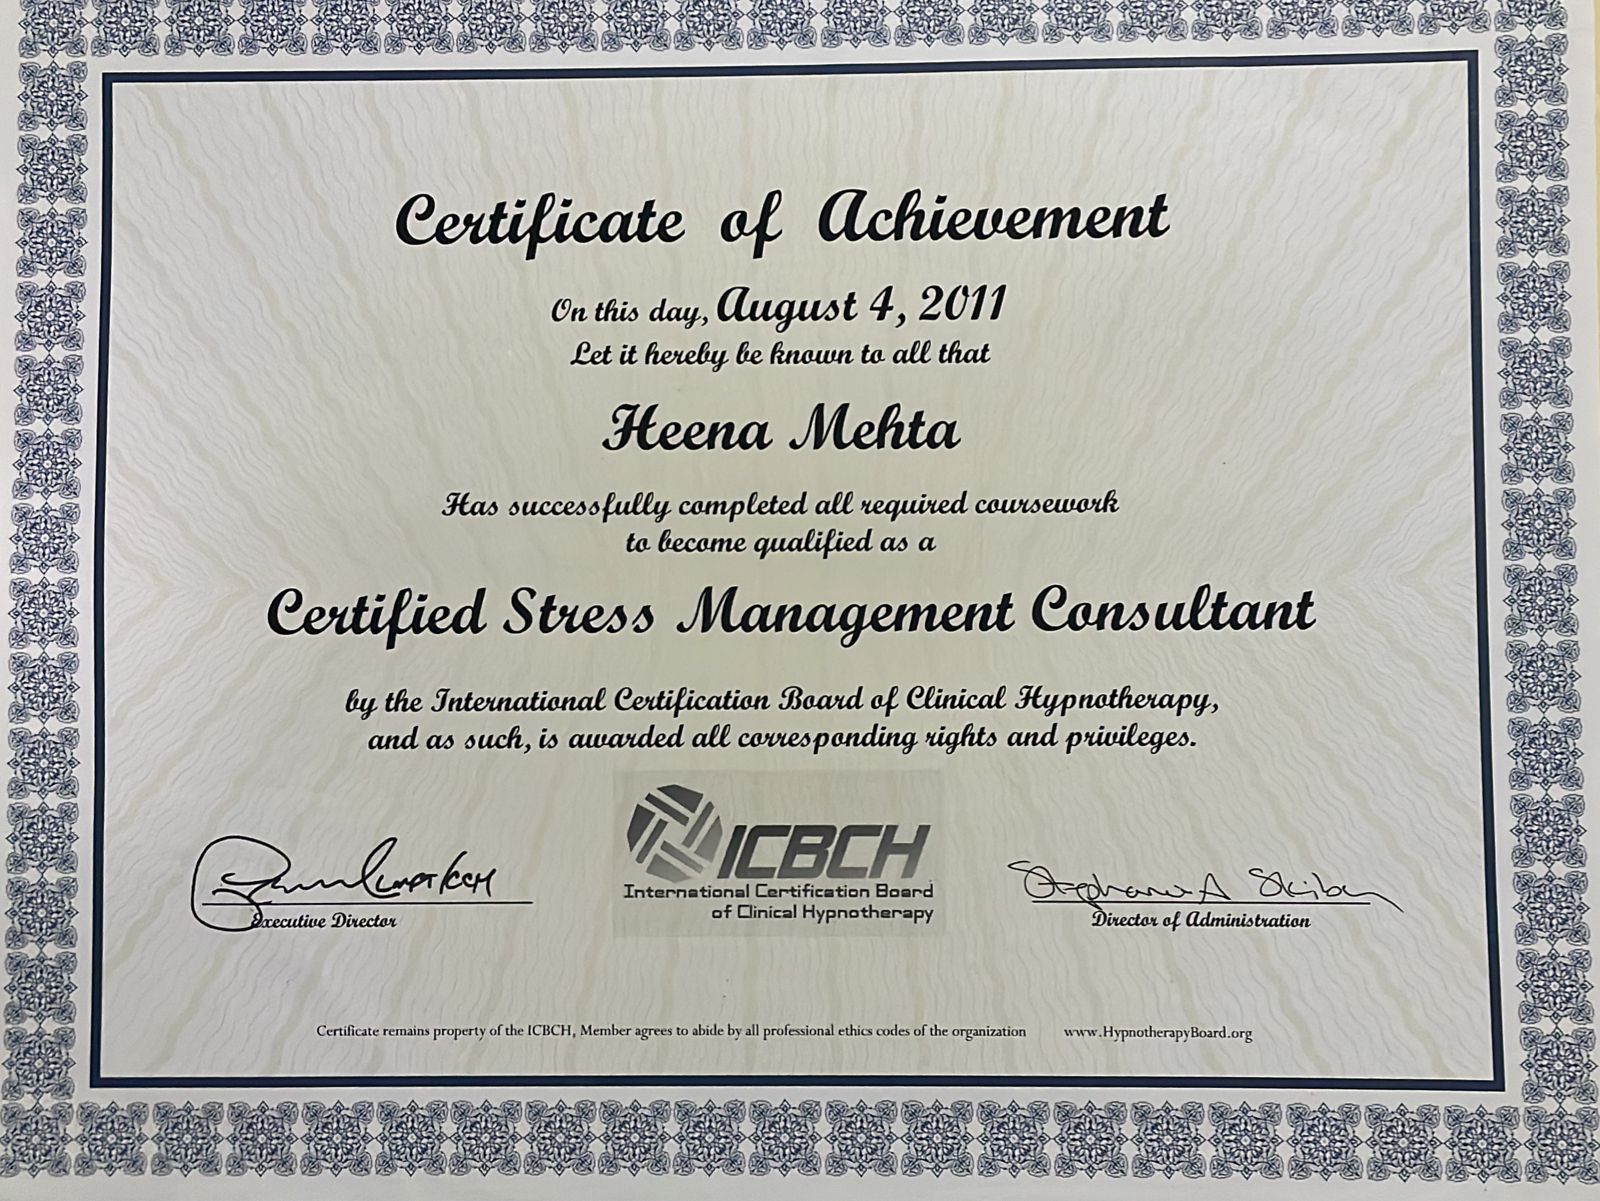 Certificate of Achievement
On this day, August 4, 2011
Let it hereby be known to all that
Heena Mehta
Has successfully completed all required coursework
to become qualified as a
Certified Stress Management Consultant
by the International Certification Board of Clinical Hypnotherapy,
and as such, is awarded all corresponding rights and privileges.
ICBCH
International Certification Board
of Clinical Hypnotherapy
Executive Director
Director of Administration
Certificate remains property of the ICBCH, Member agrees to abide by all professional ethics codes of the organization www.HypnotherapyBoard.org